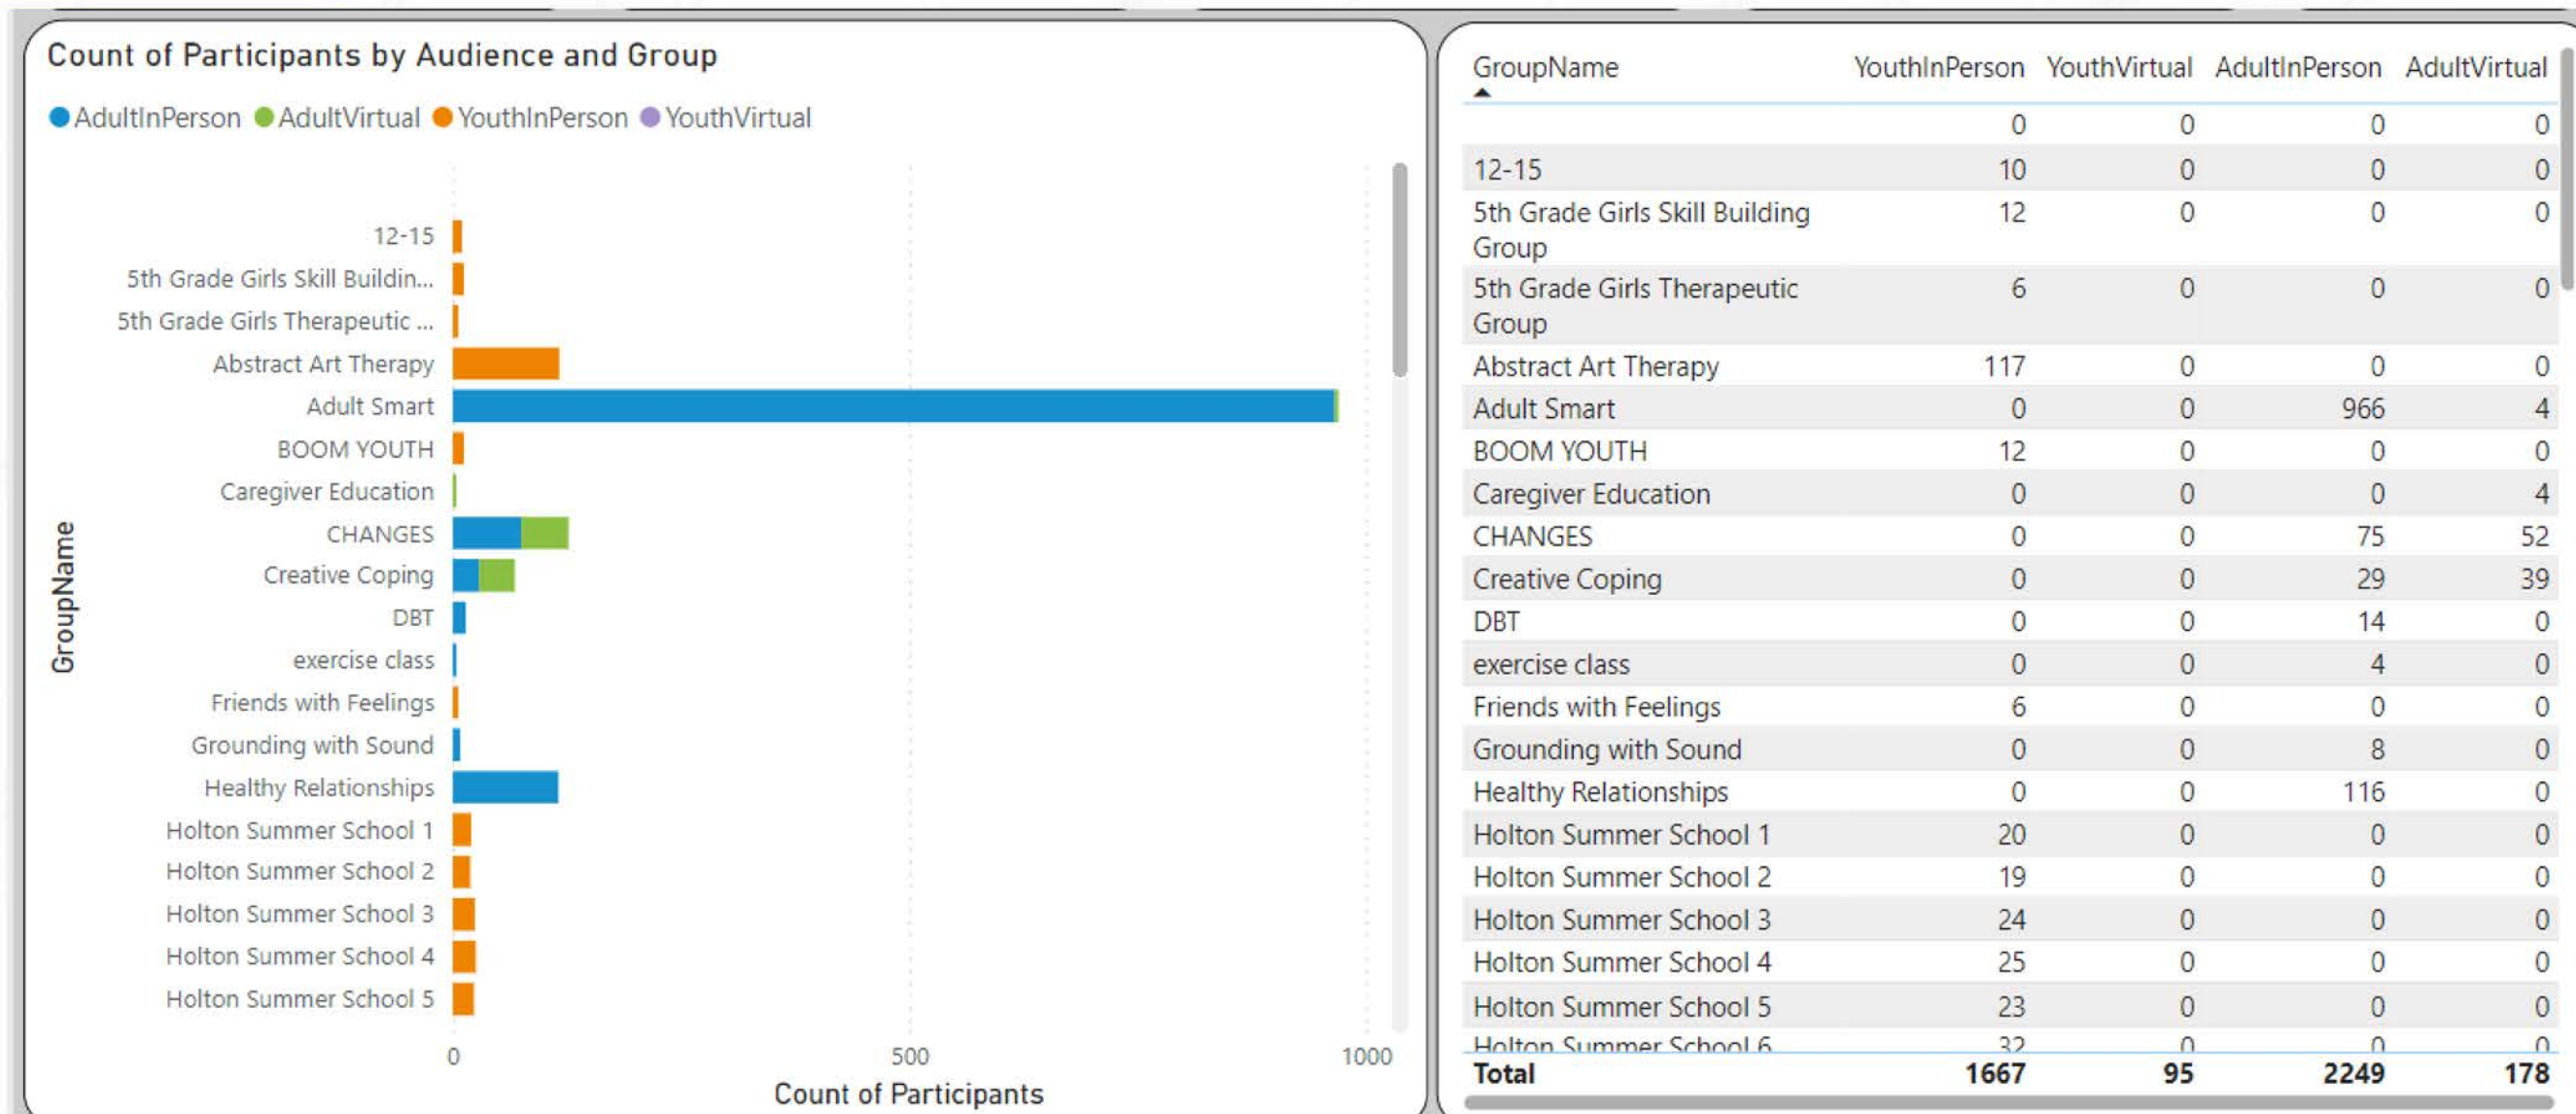 Count of Participants by Audience and Group
AdultInPerson AdultVirtual YouthInPerson YouthVirtual
GroupName
12-15
5th Grade Girls Skill Buildin...
5th Grade Girls Therapeutic ...
Abstract Art Therapy
Adult Smart
BOOM YOUTH
Caregiver Education
CHANGES
Creative Coping
DBT
exercise class
Friends with Feelings
Grounding with Sound
Healthy Relationships
Holton Summer School 1
Holton Summer School 2
Holton Summer School 3
Holton Summer School 4
Holton Summer School 5
0 500 1000
Count of Participants
GroupName YouthInPerson YouthVirtual AdultInPerson AdultVirtual
0 0 0 0
12-15 10 0 0 0
5th Grade Girls Skill Building 12 0 0 0
Group
5th Grade Girls Therapeutic 6 0 0 0
Group
Abstract Art Therapy 117 0 0 0
Adult Smart 0 0 966 4
BOOM YOUTH 12 0 0 0
Caregiver Education 0 0 0 4
CHANGES 0 0 75 52
Creative Coping 0 0 29 39
DBT 0 0 14 0
exercise class 0 0 4 0
Friends with Feelings 6 0 0 0
Grounding with Sound 0 0 8 0
Healthy Relationships 0 0 116 0
Holton Summer School 1 20 0 0 0
Holton Summer School 2 19 0 0 0
Holton Summer School 3 24 0 0 0
Holton Summer School 4 25 0 0 0
Holton Summer School 5 23 0 0 0
Holton Summer School 6 32 0 0 0
Total 1667 95 2249 178